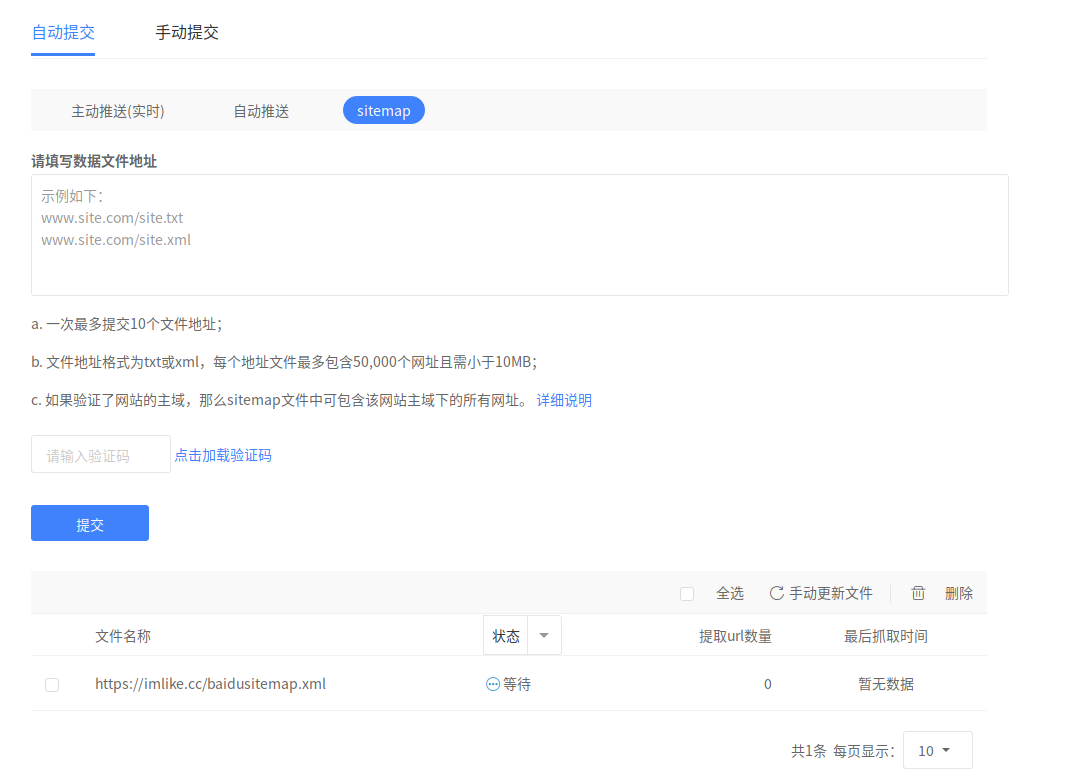 自动提交 手动提交
主动推送(实时) 自动推送 sitemap
请填写数据文件地址
示例如下：
www.site.com/site.txt
www.site.com/site.xml
a. 一次最多提交10个文件地址；
b. 文件地址格式为txt或xml，每个地址文件最多包含50,000个网址且需小于10MB；
c. 如果验证了网站的主域，那么sitemap文件中可包含该网站主域下的所有网址。 详细说明
请输入验证码 点击加载验证码
提交
全选 手动更新文件 删除
文件名称 状态 提取url数量 最后抓取时间
https://imlike.cc/baidusitemap.xml 等待 0 暂无数据
共1条 每页显示： 10